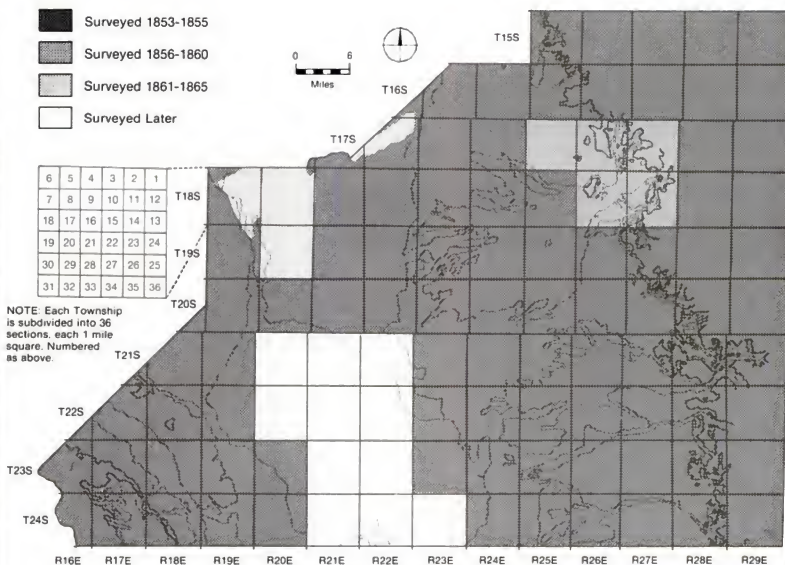 Surveyed 1853-1855
Surveyed 1856-1860
Surveyed 1861-1865
Surveyed Later
0 6
Miles
T15S
T16S
T17S
T18S
T19S
T20S
T21S
T22S
T23S
T24S
6 5 4 3 2 1
7 8 9 10 11 12
18 17 16 15 14 13
19 20 21 22 23 24
30 29 28 27 26 25
31 32 33 34 35 36
NOTE: Each Township
is subdivided into 36
sections, each 1 mile
square. Numbered
as above.
R16E R17E R18E R19E R20E R21E R22E R23E R24E R25E R26E R27E R28E R29E